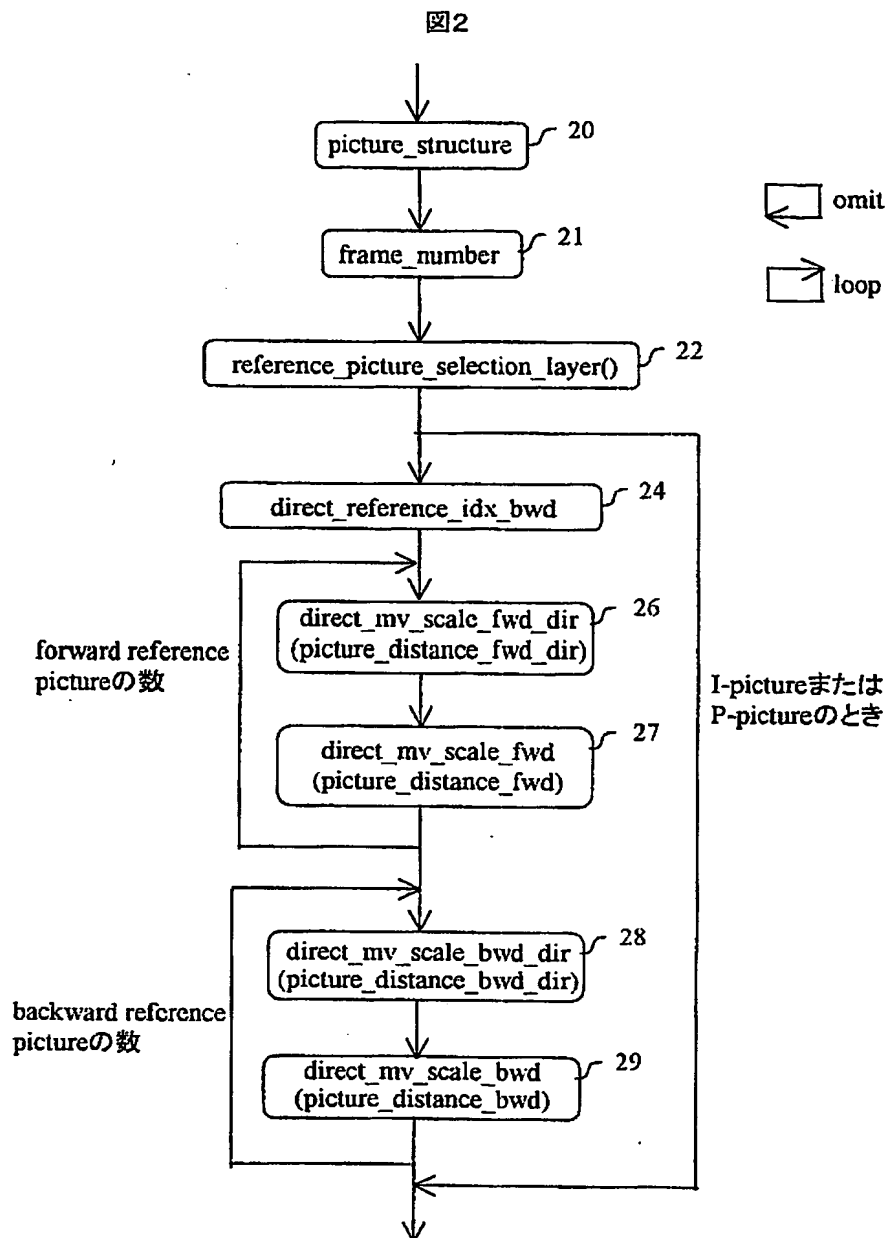 図2
picture_structure
20
frame_number
21
omit
loop
reference_picture_selection_layer()
22
direct_reference_idx_bwd
24
direct_mv_scale_fwd_dir
(picture_distance_fwd_dir)
26
forward reference
pictureの数
I-pictureまたは
P-pictureのとき
direct_mv_scale_fwd
(picture_distance_fwd)
27
direct_mv_scale_bwd_dir
(picture_distance_bwd_dir)
28
backward reference
pictureの数
direct_mv_scale_bwd
(picture_distance_bwd)
29